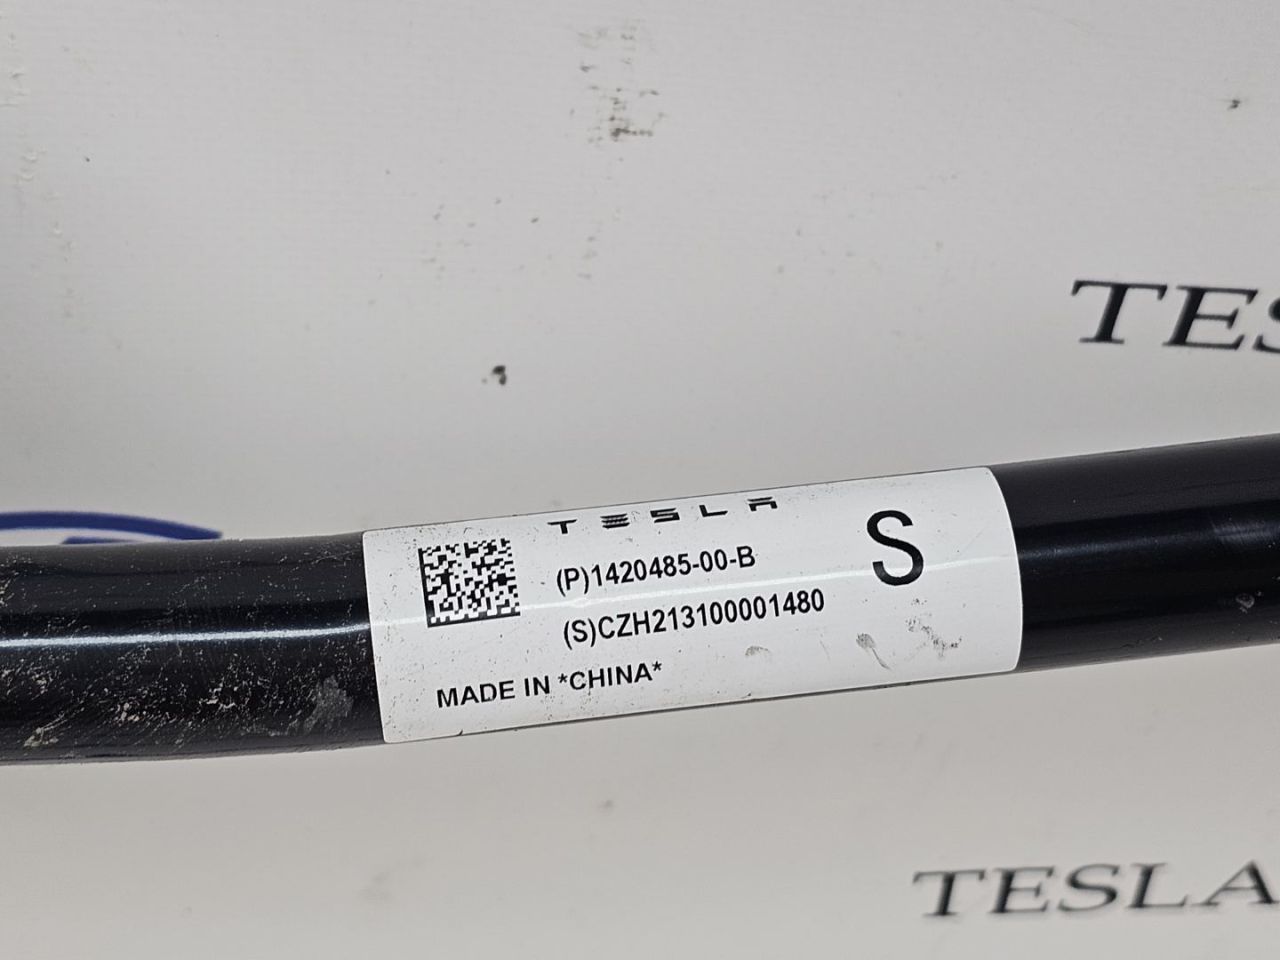 TES
TESLA
(P)1420485-00-B
(S)CZH213100001480
S
MADE IN *CHINA*
TESLA